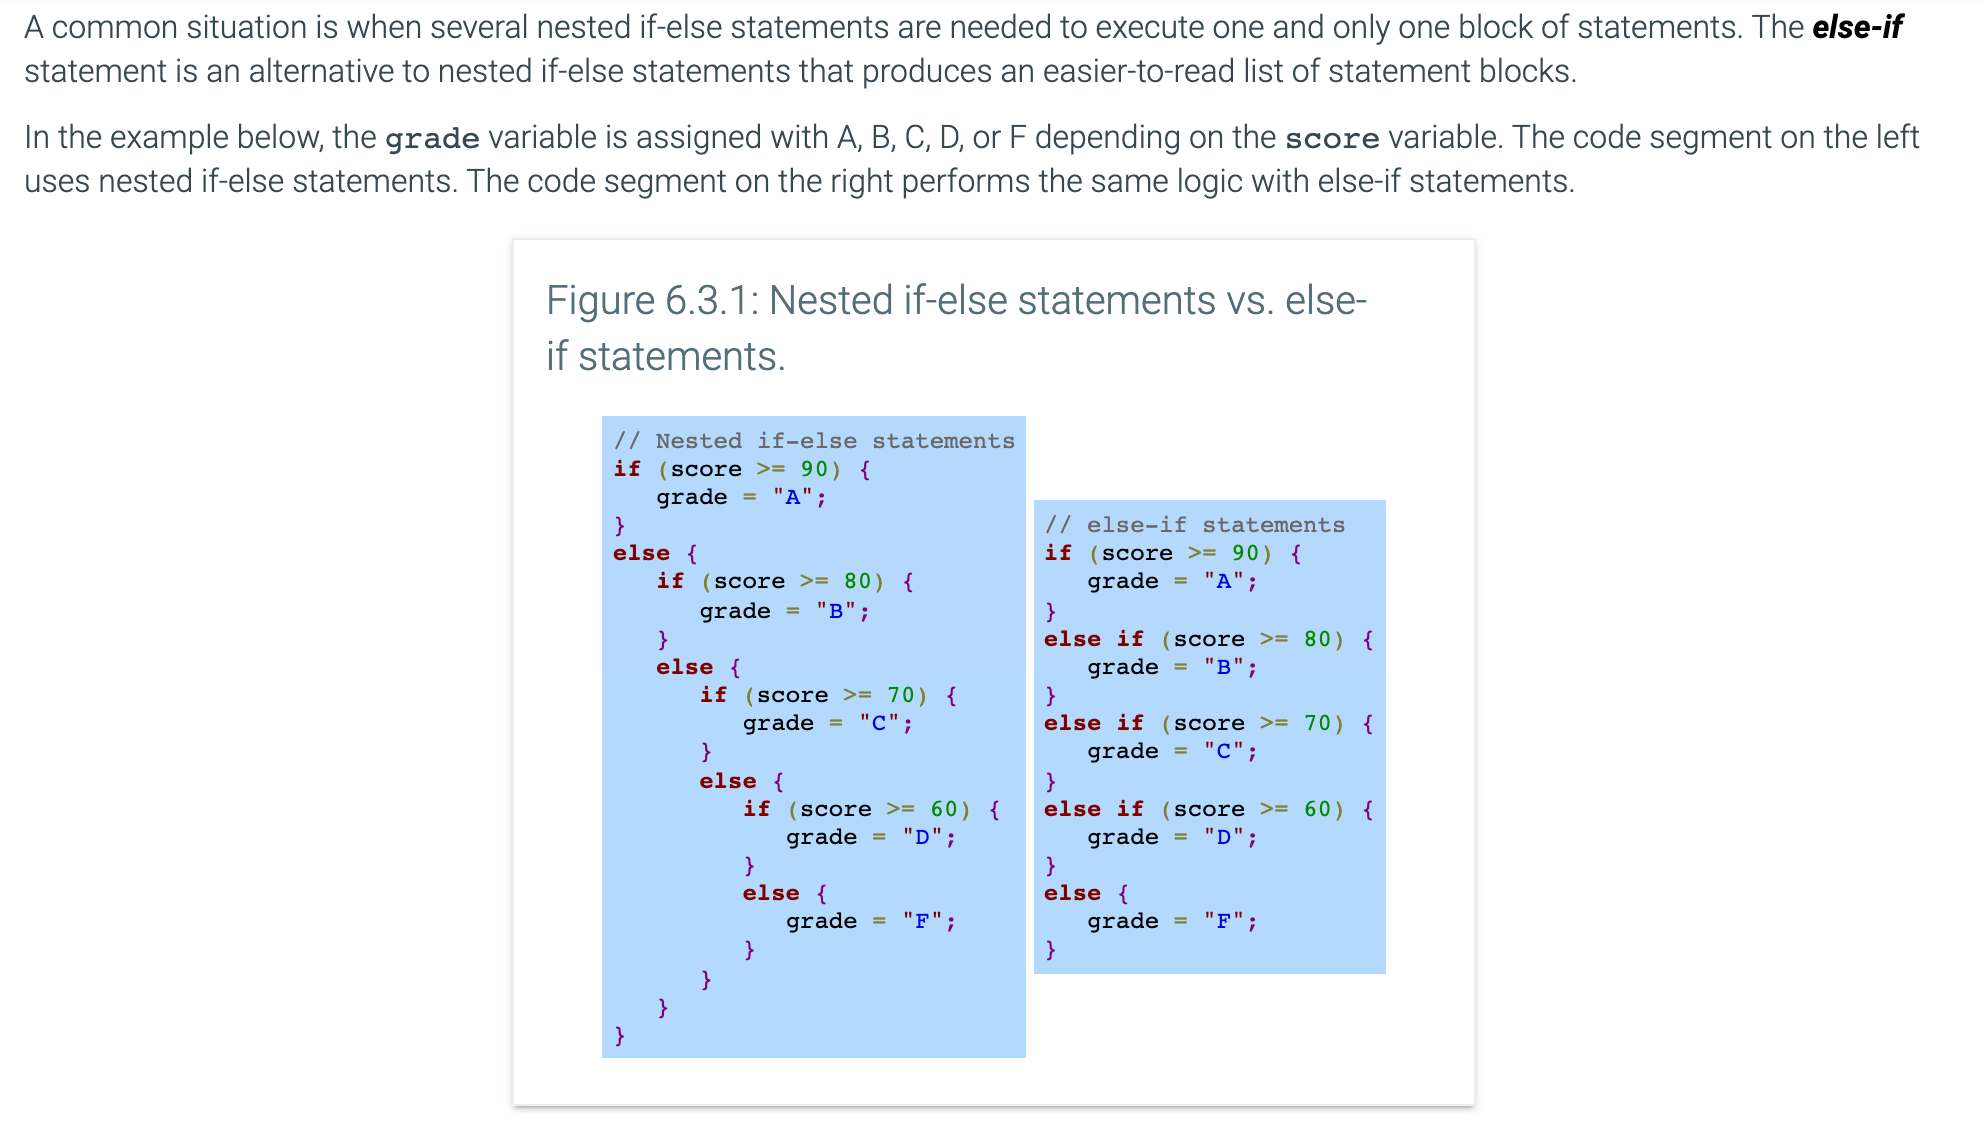 A common situation is when several nested if-else statements are needed to execute one and only one block of statements. The else-if
statement is an alternative to nested if-else statements that produces an easier-to-read list of statement blocks.
In the example below, the grade variable is assigned with A, B, C, D, or F depending on the score variable. The code segment on the left
uses nested if-else statements. The code segment on the right performs the same logic with else-if statements.
Figure 6.3.1: Nested if-else statements vs. else-
if statements.
// Nested if-else statements
if (score >= 90) {
   grade = "A";
}
else {
   if (score >= 80) {
      grade = "B";
   }
   else {
      if (score >= 70) {
         grade = "C";
      }
      else {
         if (score >= 60) {
            grade = "D";
         }
         else {
            grade = "F";
         }
      }
   }
}
// else-if statements
if (score >= 90) {
   grade = "A";
}
else if (score >= 80) {
   grade = "B";
}
else if (score >= 70) {
   grade = "C";
}
else if (score >= 60) {
   grade = "D";
}
else {
   grade = "F";
}